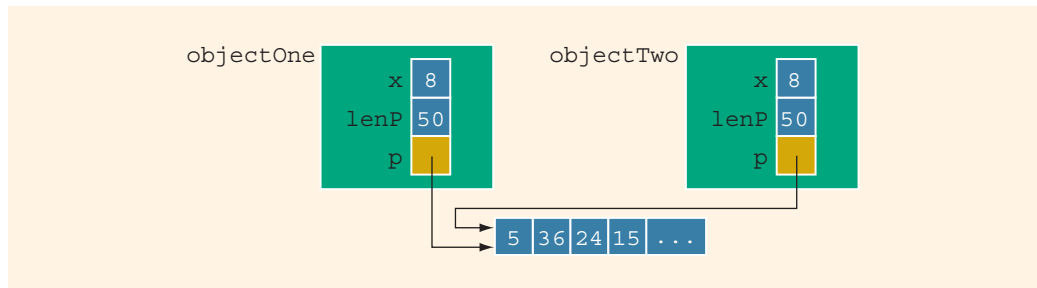 objectOne
x 8
lenP 50
p
objectTwo
x 8
lenP 50
p
5 36 24 15 ...